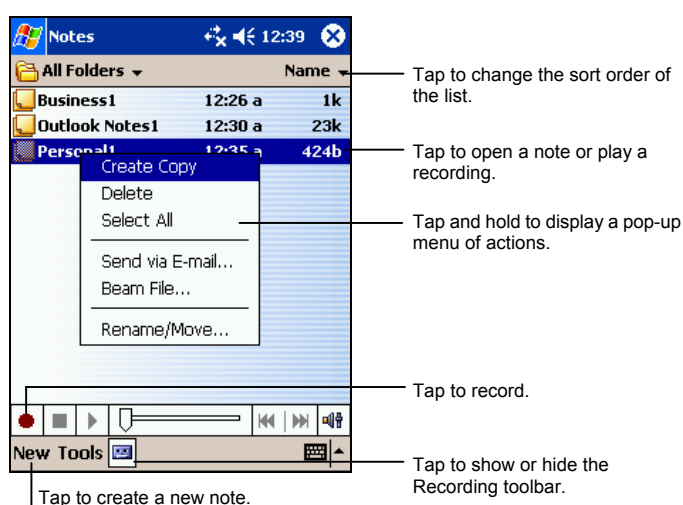 Notes 12:39
All Folders Name
Tap to change the sort order of
the list.
Business1 12:26 a 1k
Outlook Notes1 12:30 a 23k
Personal1 12:35 a 424b
Tap to open a note or play a
recording.
Create Copy
Delete
Select All
Tap and hold to display a pop-up
menu of actions.
Send via E-mail...
Beam File...
Rename/Move...
Tap to record.
New Tools
Tap to show or hide the
Recording toolbar.
Tap to create a new note.